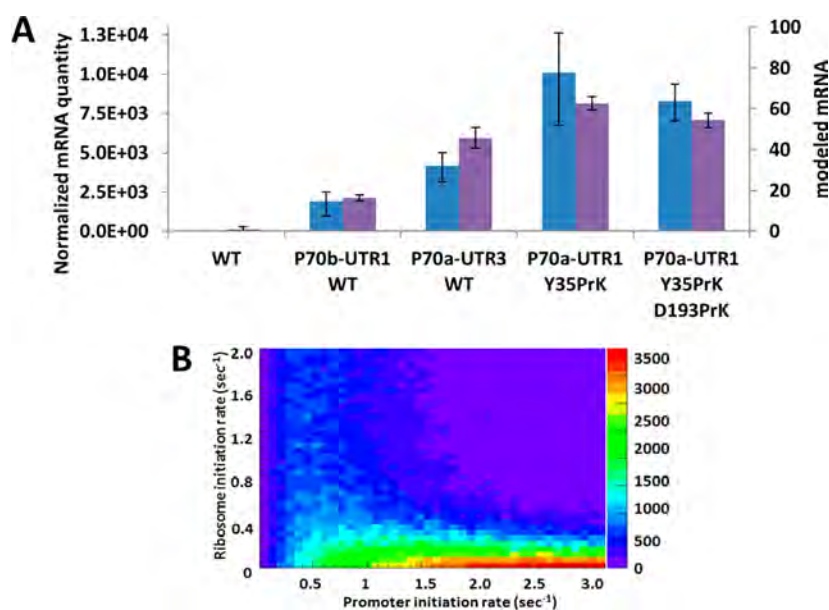 A
Normalized mRNA quantity
1.3E+04
1.0E+04
7.5E+03
5.0E+03
2.5E+03
0.0E+00
100
80
60
40
20
0
modeled mRNA
WT
P70b-UTR1
WT
P70a-UTR3
WT
P70a-UTR1
Y35PrK
P70a-UTR1
Y35PrK
D193PrK
B
Ribosome initiation rate (sec⁻¹)
2.0
1.6
1.2
0.8
0.4
0
0.5
1
1.5
2.0
2.5
3.0
Promoter initiation rate (sec⁻¹)
3500
3000
2500
2000
1500
1000
500
0